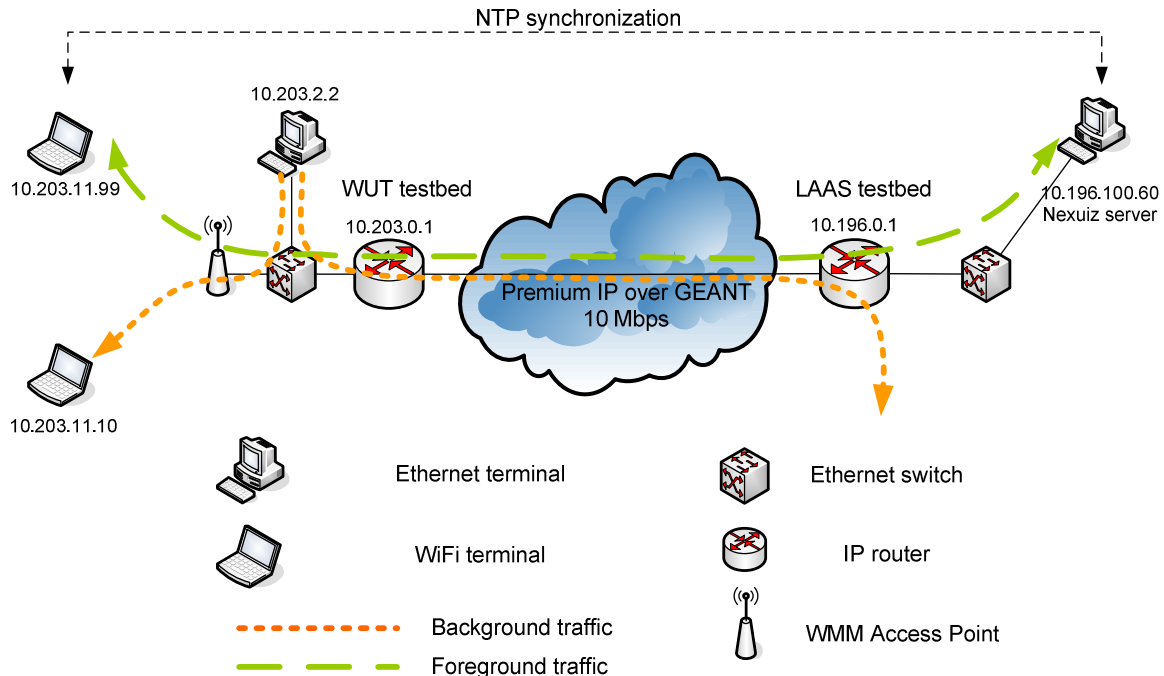 NTP synchronization
10.203.2.2
10.203.11.99
WUT testbed
LAAS testbed
10.196.100.60
Nexuiz server
10.203.0.1
10.196.0.1
Premium IP over GEANT
10 Mbps
10.203.11.10
Ethernet terminal
Ethernet switch
WiFi terminal
IP router
Background traffic
WMM Access Point
Foreground traffic